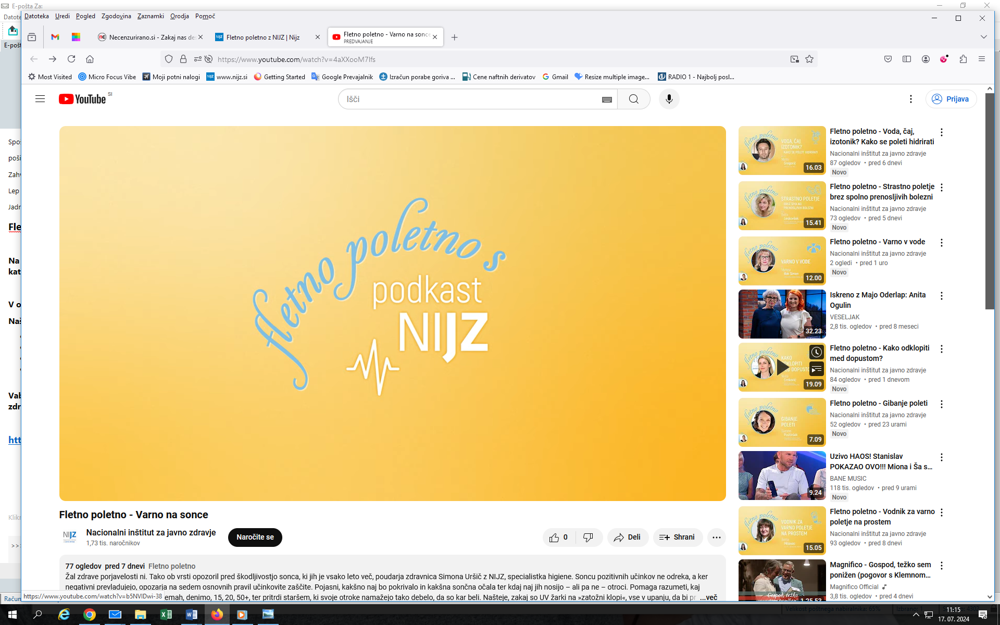 E-pošta Za:
Datoteka Uredi Pogled Zgodovina Zaznamki Orodja Pomoč
Necenzurirano.si - Zakaj nas de
Fletno poletno z NIJZ | Nijz
Fletno poletno - Varno na sonce
PREDVAJANJE
E-pošt
https://www.youtube.com/watch?v=4aXXooM7lfs
Most Visited
Micro Focus Vibe
Moji potni nalogi
www.nijz.si
Getting Started
Google Prevajalnik
Izračun porabe goriva ...
Cene naftnih derivatov
Gmail
Resize multiple image...
RADIO 1 - Najbolj posl...
YouTube SI
Išči
Prijava
fletno poletno s
podkast
NIJZ
Fletno poletno - Varno na sonce
NIJZ
Nacionalni inštitut za javno zdravje
1,73 tis. naročnikov
Naročite se
0
Deli
Shrani
77 ogledov pred 7 dnevi Fletno poletno
Žal zdrave porjavelosti ni. Tako ob vrsti opozoril pred škodljivostjo sonca, ki jih je vsako leto več, poudarja zdravnica Simona Uršič z NIJZ, specialistka higiene. Soncu pozitivnih učinkov ne odreka, a ker
negativni prevladujejo, opozarja na sedem osnovnih pravil učinkovite zaščite. Pojasni, kakšno naj bo pokrivalo in kakšna sončna očala ter kdaj naj jih nosijo – ali pa ne – otroci. Pomaga razumeti, kaj
emah, denimo, 15, 20, 50+, ter pritrdi staršem, ki svoje otroke namažejo tako debelo, da so kar beli. Našteje, zakaj so UV žarki na »zatožni klopi«, vse v upanju, da bi pr ...več
https://www.youtube.com/watch?v=b5NVIDwi-38
Fletno poletno - Voda, čaj,
izotonik? Kako se poleti hidrirati
Nacionalni inštitut za javno zdravje
87 ogledov • pred 6 dnevi
Novo
fletno poletno
VODA, ČAJ,
IZOTONIK?
KAKO SE POLETI HIDRIRATI
Gregorič
16.03
Fletno poletno - Strastno poletje
brez spolno prenosljivih bolezni
Nacionalni inštitut za javno zdravje
73 ogledov • pred 5 dnevi
Novo
fletno poletno
STRASTNO POLETJE
BREZ SPOLNO
PRENOSLJIVIH BOLEZNI
15.41
Fletno poletno - Varno v vode
Nacionalni inštitut za javno zdravje
2 ogledi • pred 1 uro
Novo
fletno poletno
VARNO V VODE
Rok Simon
12.00
Iskreno z Majo Oderlap: Anita
Ogulin
VESELJAK
2,8 tis. ogledov • pred 8 meseci
32.23
Fletno poletno - Kako odklopiti
med dopustom?
Nacionalni inštitut za javno zdravje
84 ogledov • pred 1 dnevom
Novo
fletno poletno
KAKO
19.09
Fletno poletno - Gibanje poleti
Nacionalni inštitut za javno zdravje
52 ogledov • pred 23 urami
Novo
fletno poletno
GIBANJE
POLETI
7.09
Uzivo HAOS! Stanislav
POKAZAO OVO!!! Miona i Ša s...
BANE MUSIC
118 tis. ogledov • pred 9 urami
Novo
9.24
Fletno poletno - Vodnik za varno
poletje na prostem
Nacionalni inštitut za javno zdravje
93 ogledov • pred 8 dnevi
fletno poletno
VODNIK ZA
VARNO POLETJE
NA PROSTEM
15.05
Magnifico - Gospod, težko sem
ponižen (pogovor s Klemnom...
Magnifico Official
3,8 tis. ogledov • pred 4 dnevi
Gospod, težko
1.25.53
Datote
Spoš
poši
Zahv
Lep
Jadr
Fle
Na
kat
V o
Naš
Vab
zdr
htt
Klikn
>>
Račun
Velikost poštnega nabiralnika: 65%
Izbrano: 1
11:15
17. 07. 2024